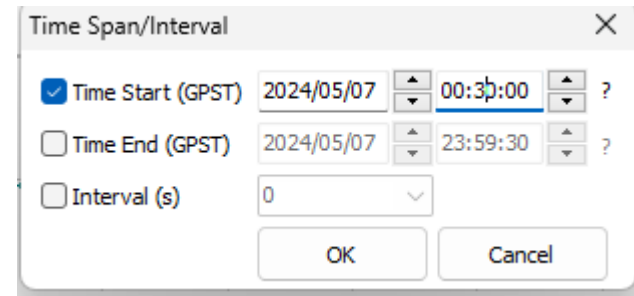 Time Span/Interval
Time Start (GPST) 2024/05/07 00:30:00 ?
Time End (GPST) 2024/05/07 23:59:30 ?
Interval (s) 0
OK Cancel